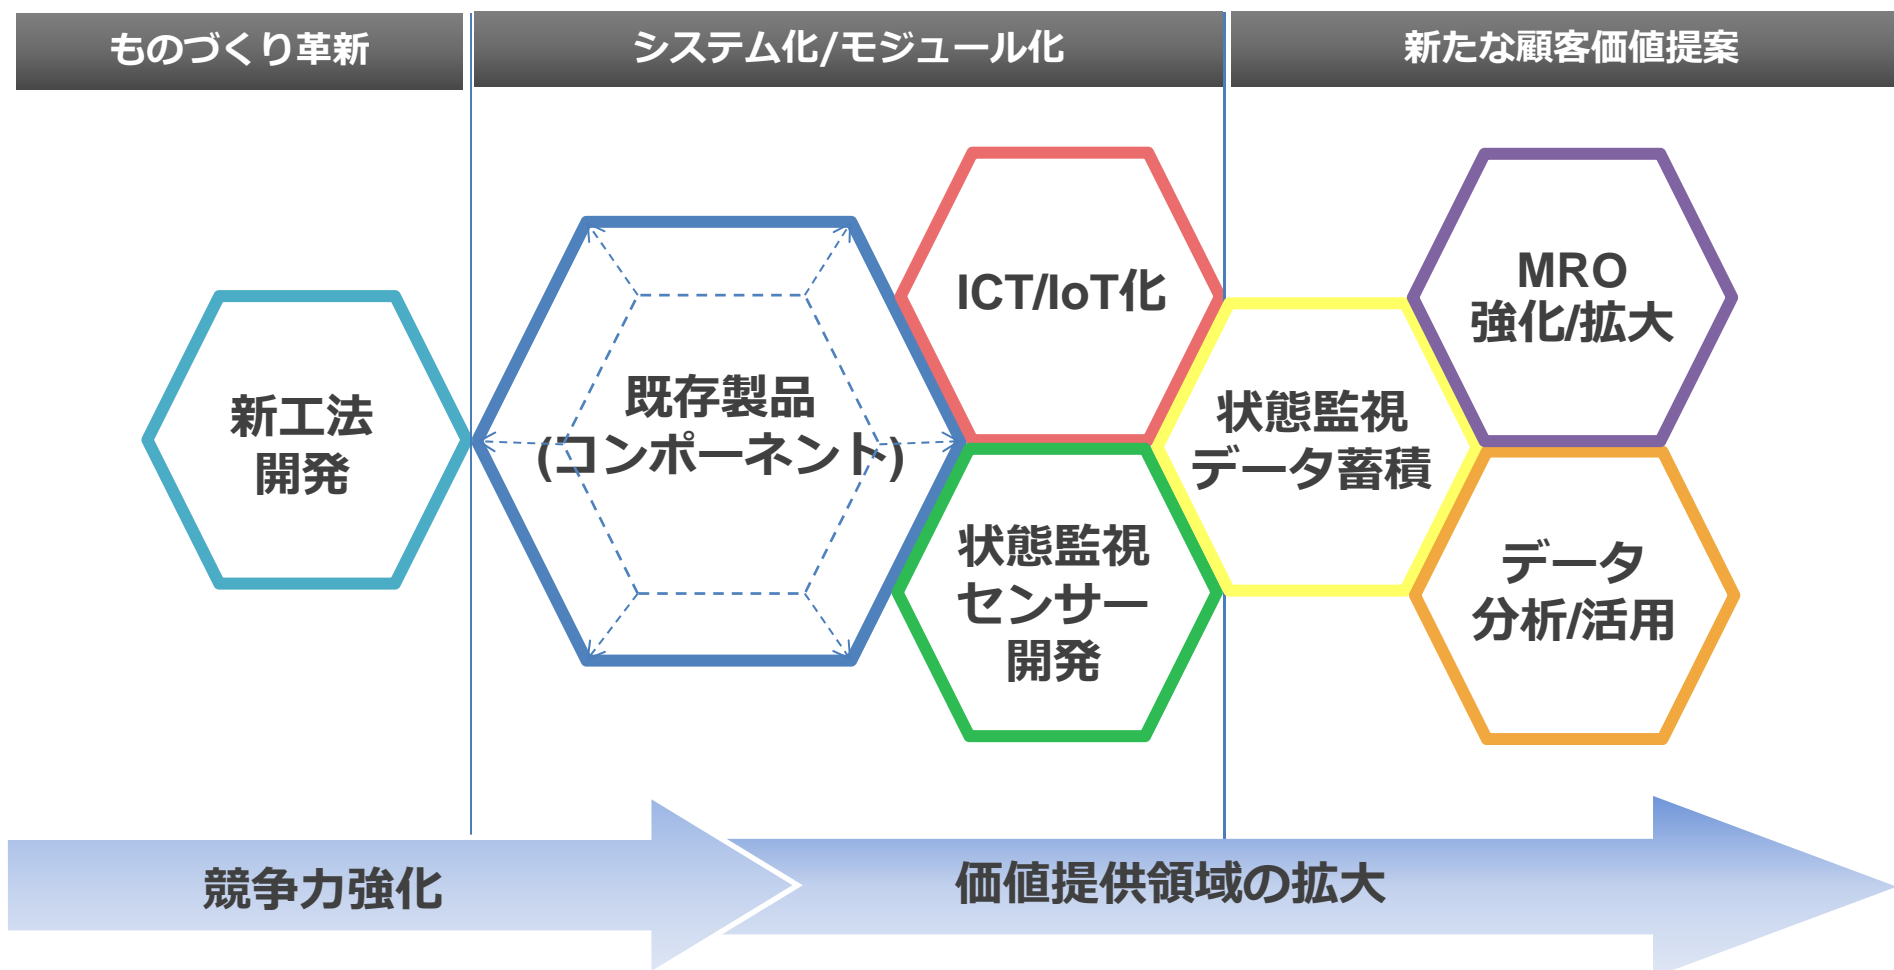 ものづくり革新
システム化/モジュール化
新たな顧客価値提案
新工法
開発
既存製品
(コンポーネント)
ICT/IoT化
状態監視
センサー
開発
状態監視
データ蓄積
MRO
強化/拡大
データ
分析/活用
競争力強化
価値提供領域の拡大